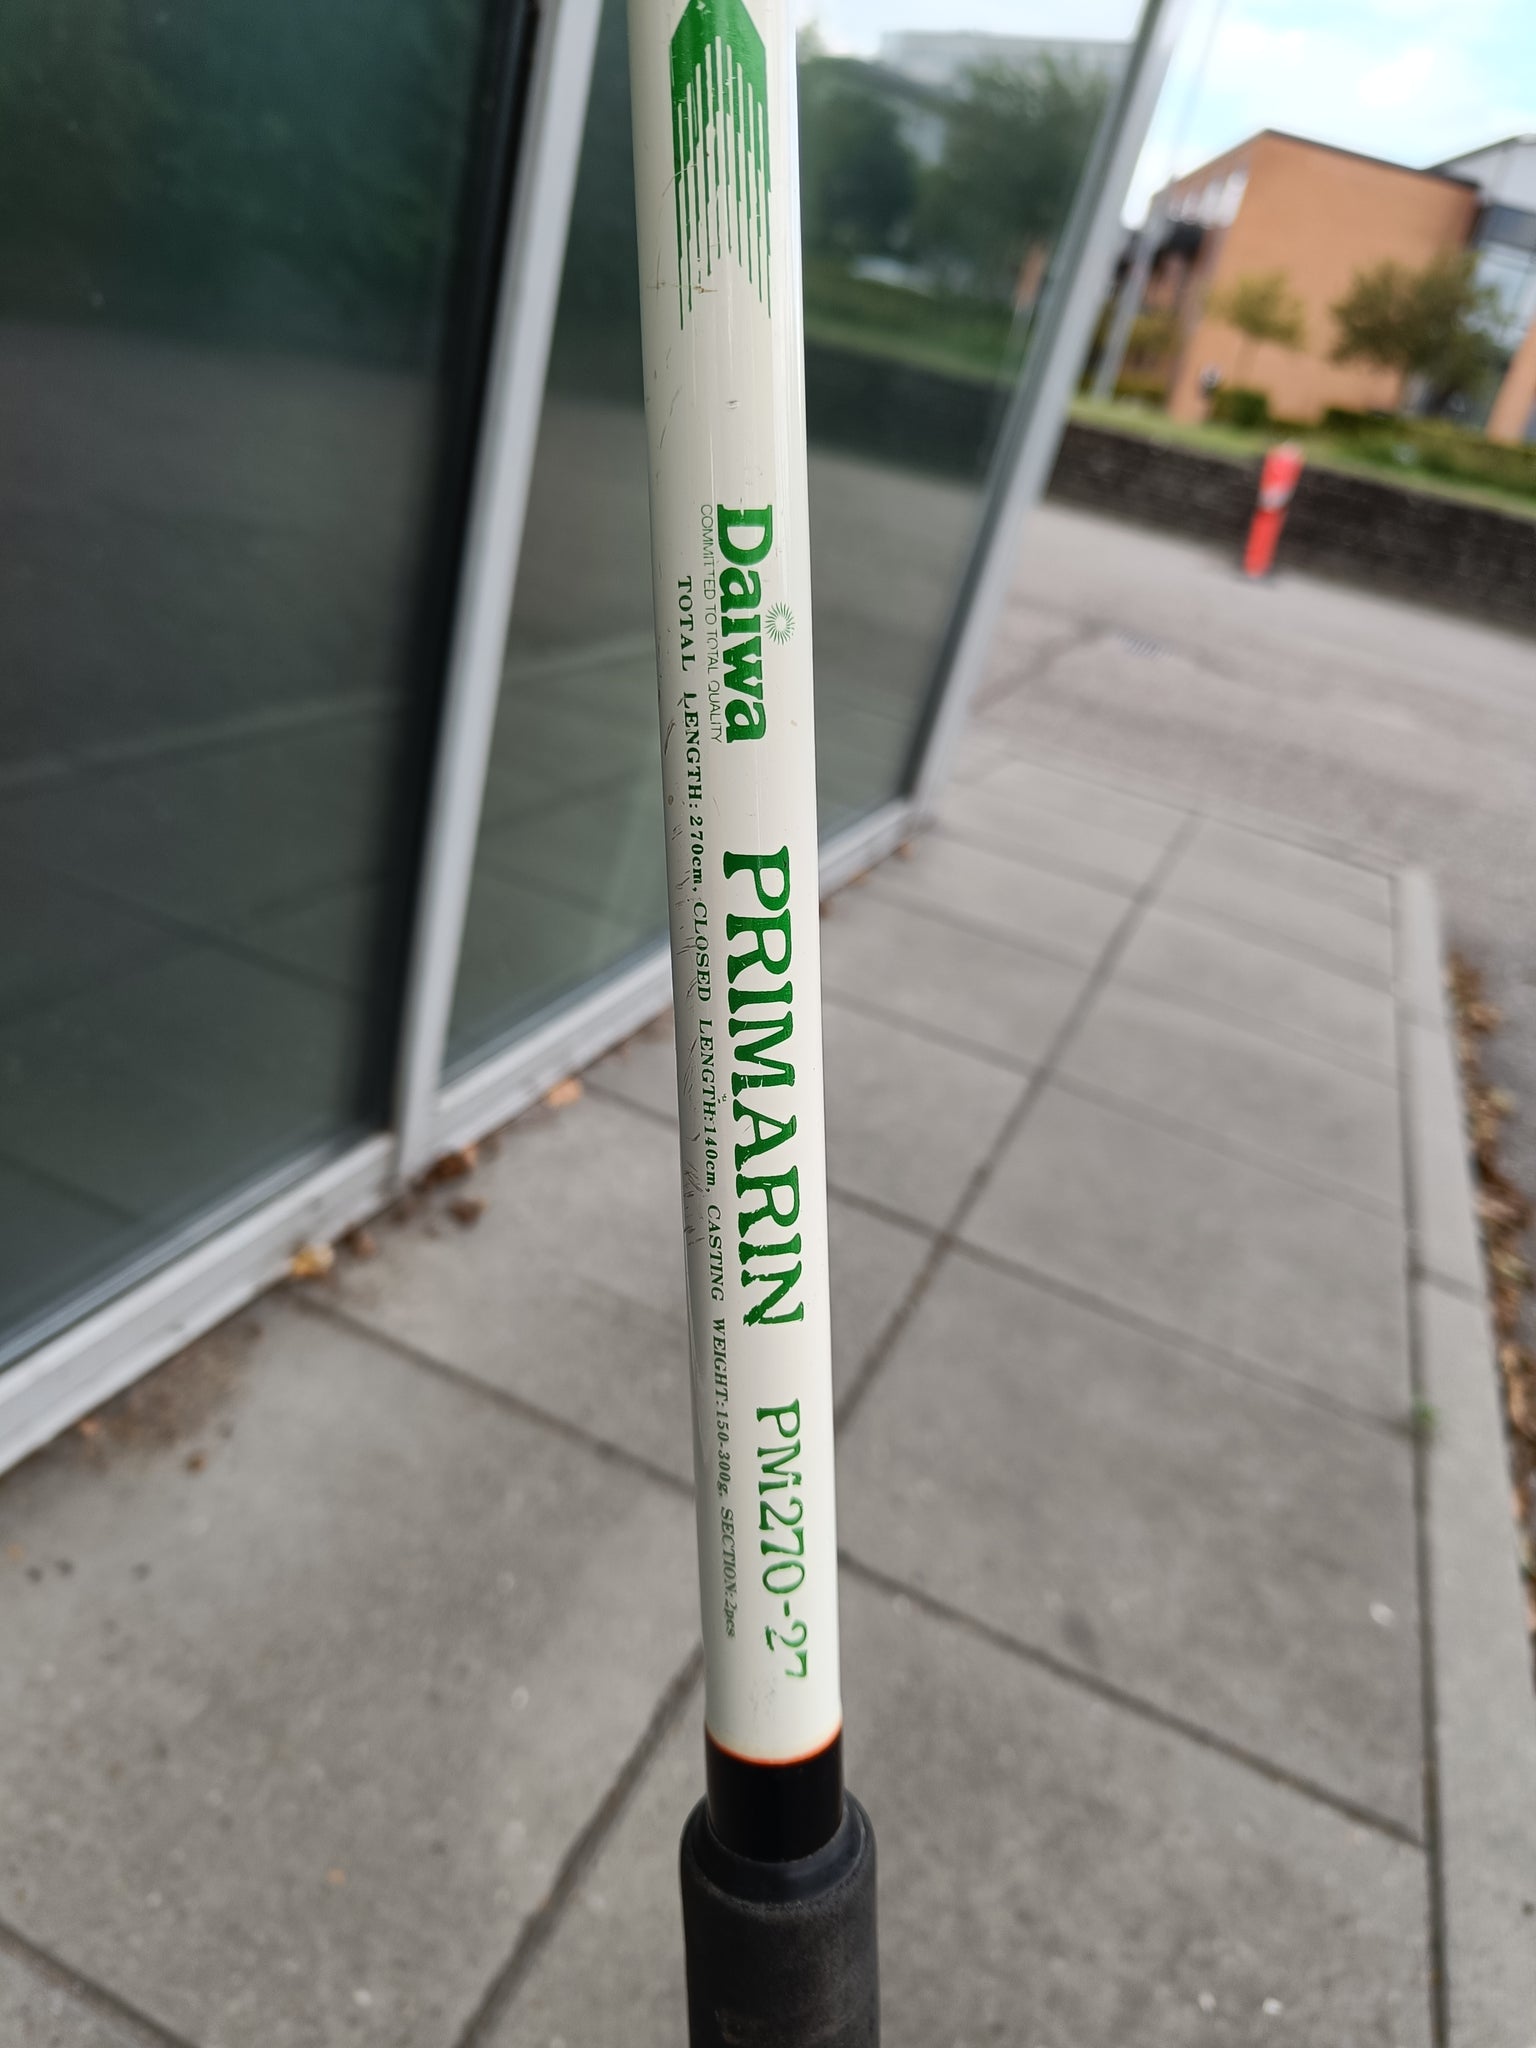 Daiwa
COMMITTED TO TOTAL QUALITY
PRIMARIN PM270-27
TOTAL LENGTH: 270cm, CLOSED LENGTH:140cm, CASTING WEIGHT:150-300g, SECTION:2pcs